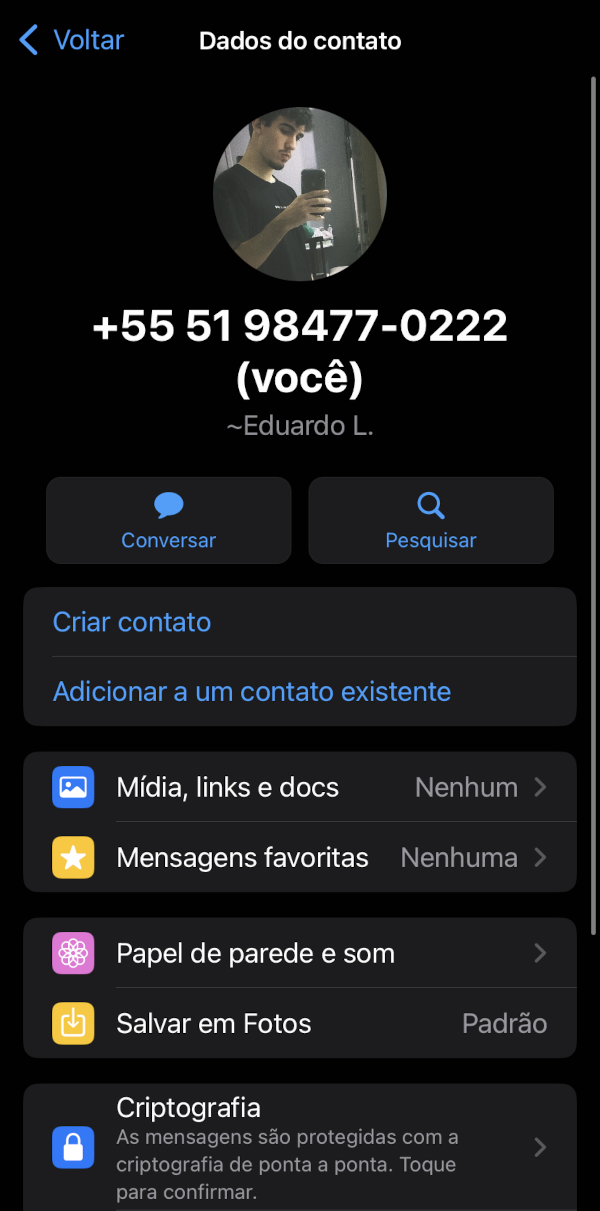 Voltar
Dados do contato
+55 51 98477-0222
(você)
~Eduardo L.
Conversar
Pesquisar
Criar contato
Adicionar a um contato existente
Mídia, links e docs
Nenhum
Mensagens favoritas
Nenhuma
Papel de parede e som
Salvar em Fotos
Padrão
Criptografia
As mensagens são protegidas com a
criptografia de ponta a ponta. Toque
para confirmar.